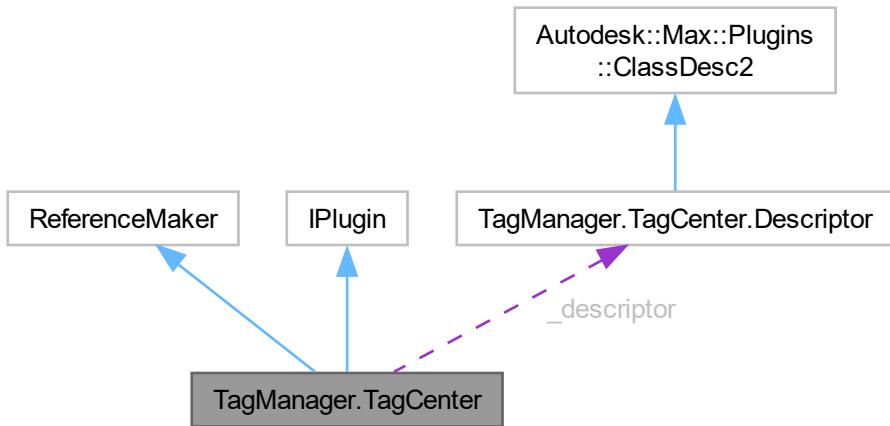 Autodesk::Max::Plugins
::ClassDesc2
ReferenceMaker
IPlugin
TagManager.TagCenter.Descriptor
_descriptor
TagManager.TagCenter